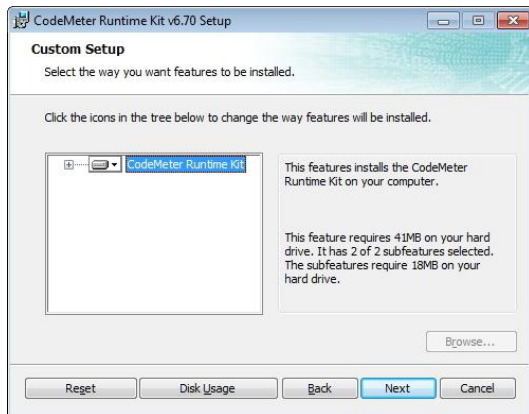 CodeMeter Runtime Kit v6.70 Setup
Custom Setup
Select the way you want features to be installed.
Click the icons in the tree below to change the way features will be installed.
CodeMeter Runtime Kit
This features installs the CodeMeter
Runtime Kit on your computer.
This feature requires 41MB on your hard
drive. It has 2 of 2 subfeatures selected.
The subfeatures require 18MB on your
hard drive.
Browse...
Reset
Disk Usage
Back
Next
Cancel